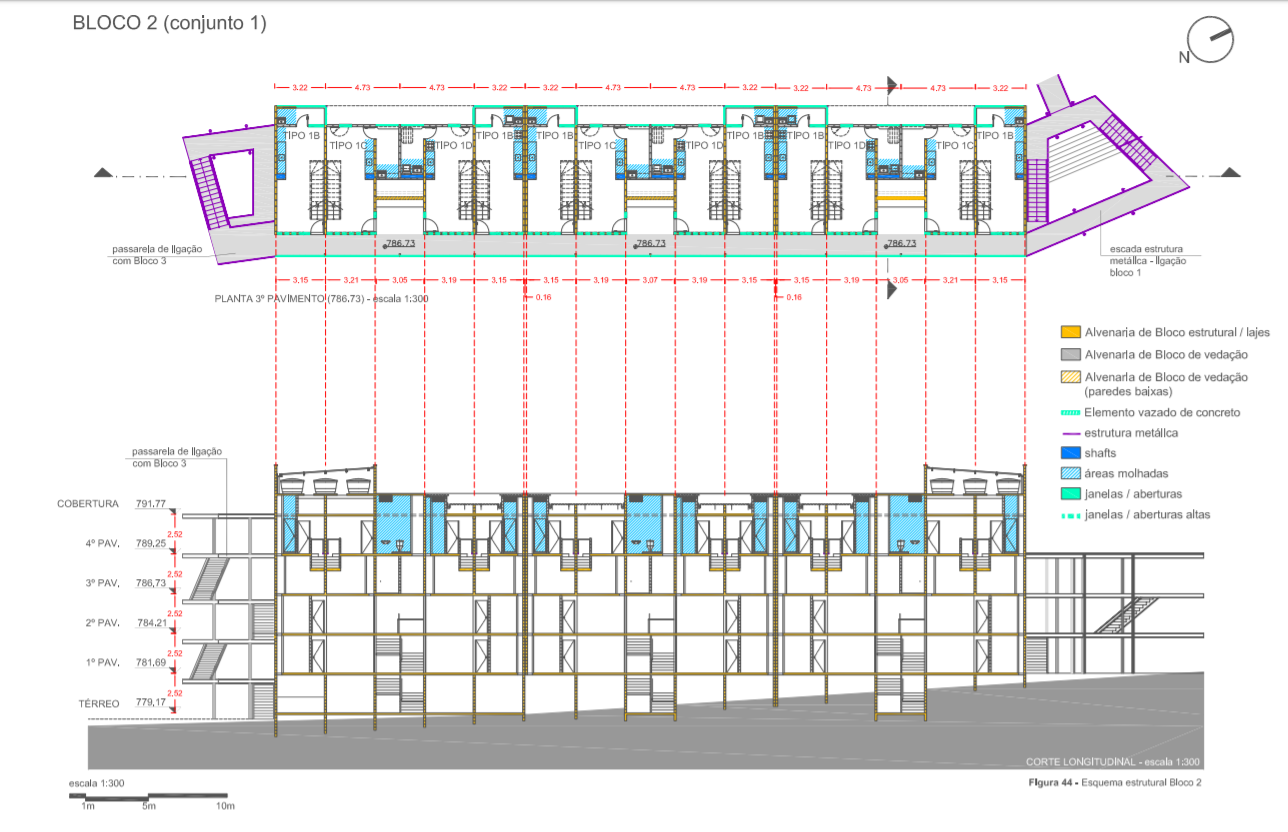 BLOCO 2 (conjunto 1)
N
3.22 4.73 4.73 3.22 3.22 4.73 4.73 3.22 3.22 4.73 4.73 3.22
TIPO 1B TIPO 1B TIPO 1B TIPO 1B TIPO 1B TIPO 1B
TIPO 1C TIPO 1D TIPO 1C TIPO 1D TIPO 1D TIPO 1C
786.73 786.73 786.73
passarela de ligação
com Bloco 3
escada estrutura
metálica - ligação
bloco 1
3,15 3,21 3,05 3,19 3,15 3,15 3,19 3,07 3,19 3,15 3,15 3,19 3,05 3,21 3,15
0.16 0.16
PLANTA 3º PAVIMENTO (786.73) - escala 1:300
Alvenaria de Bloco estrutural / lajes
Alvenaria de Bloco de vedação
Alvenaria de Bloco de vedação
(paredes baixas)
Elemento vazado de concreto
estrutura metálica
shafts
áreas molhadas
janelas / aberturas
janelas / aberturas altas
passarela de ligação
com Bloco 3
COBERTURA 791.77
2,52
4º PAV. 789,25
2,52
3º PAV. 786,73
2,52
2º PAV. 784,21
2,52
1º PAV. 781,69
2,52
TÉRREO 779,17
CORTE LONGITUDINAL - escala 1:300
Figura 44 - Esquema estrutural Bloco 2
escala 1:300
1m 5m 10m